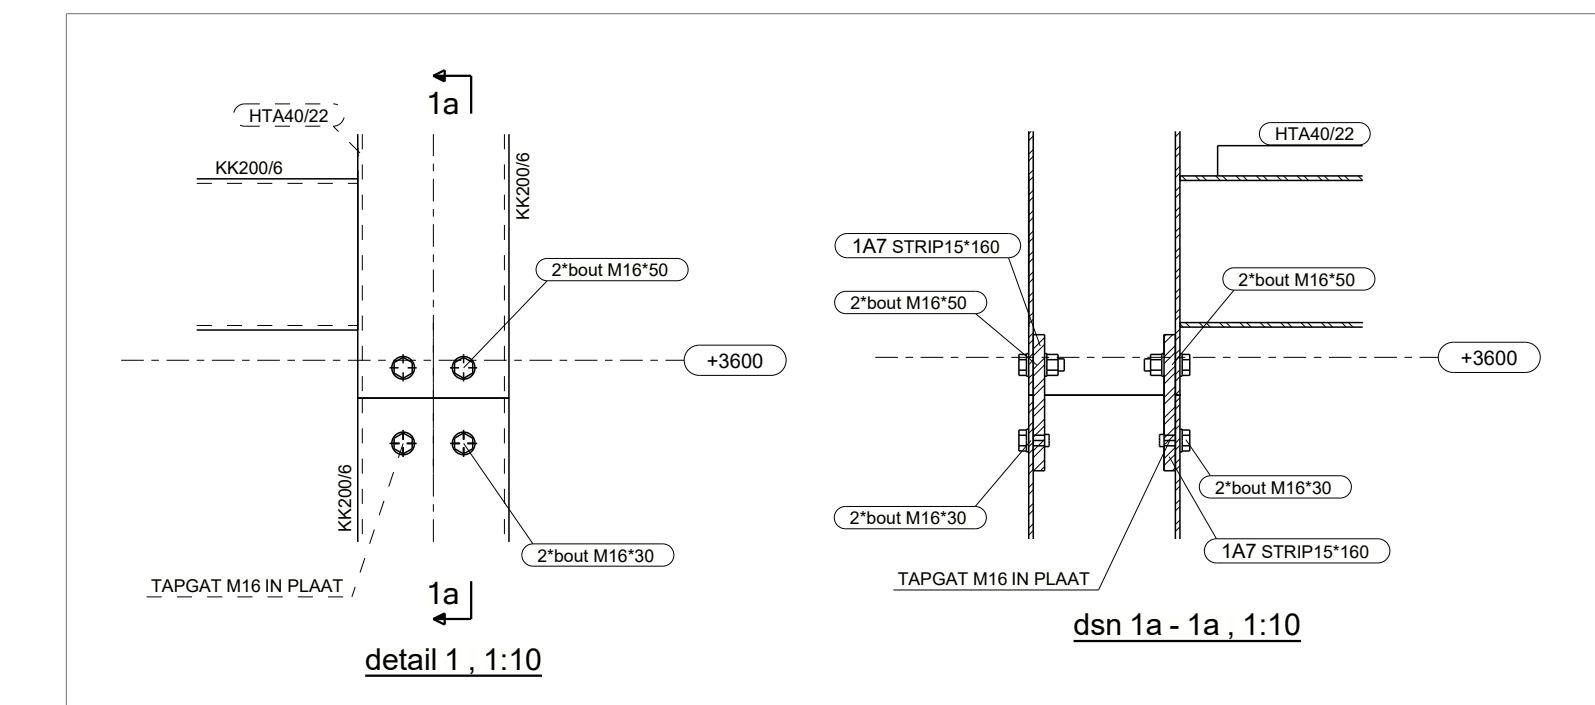 1a
HTA40/22
KK200/6
KK200/6
2*bout M16*50
+3600
KK200/6
2*bout M16*30
TAPGAT M16 IN PLAAT
1a
detail 1 , 1:10
HTA40/22
1A7 STRIP15*160
2*bout M16*50
2*bout M16*50
+3600
2*bout M16*30
2*bout M16*30
1A7 STRIP15*160
TAPGAT M16 IN PLAAT
dsn 1a - 1a , 1:10